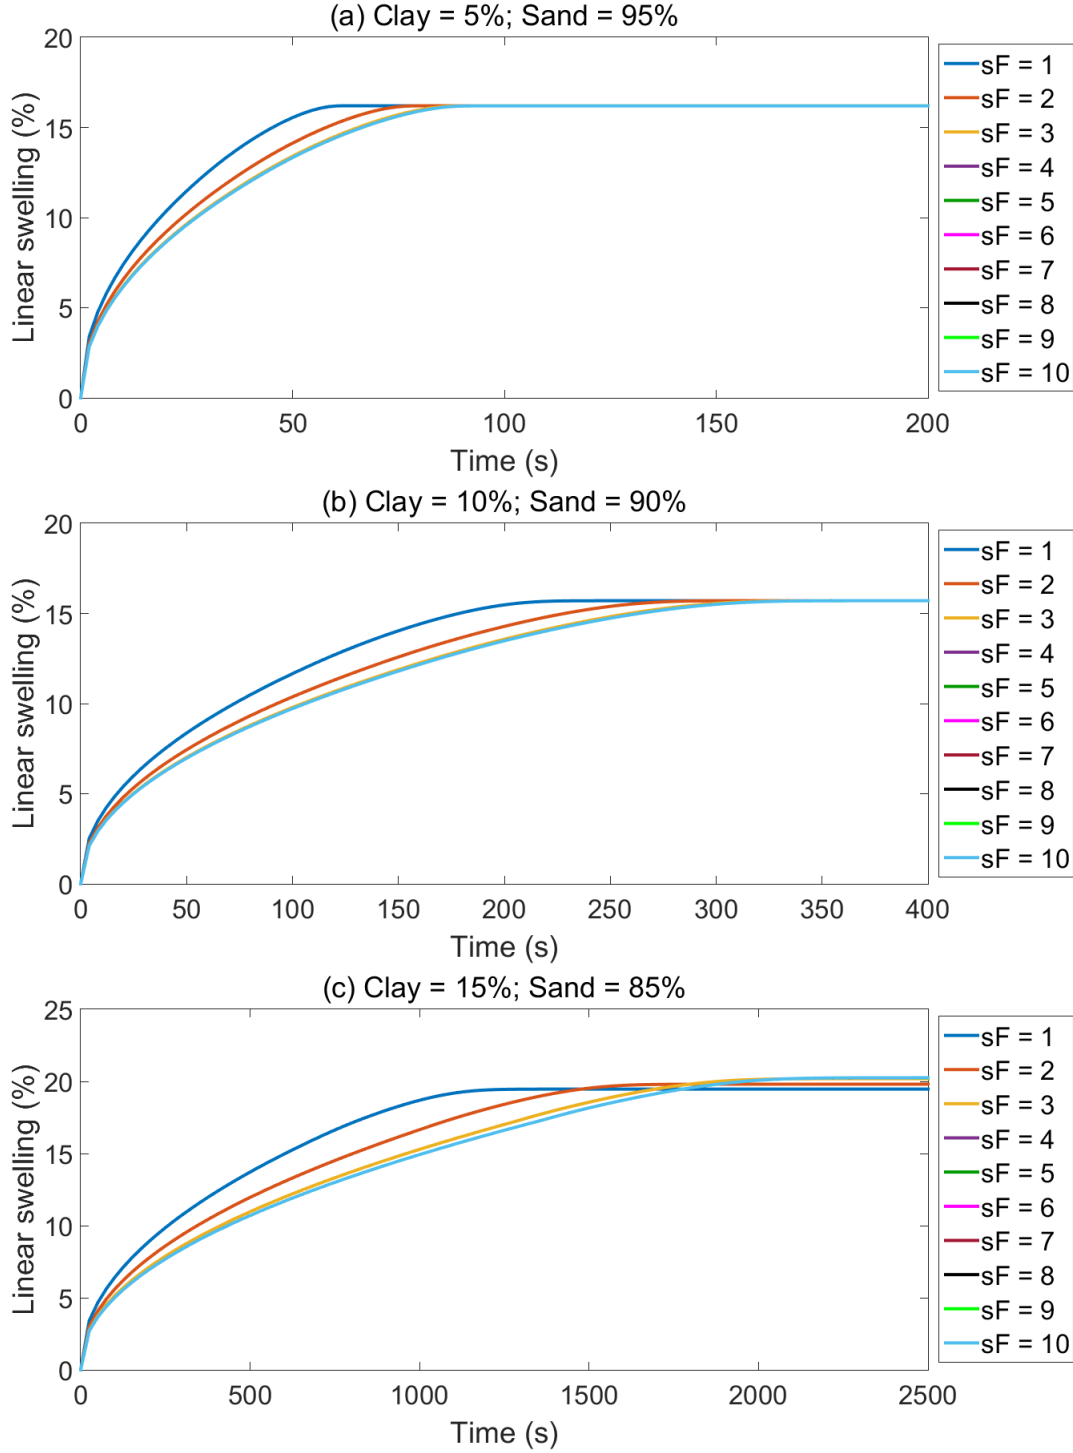 (a) Clay = 5%; Sand = 95%
20
15
10
5
0
Linear swelling (%)
0 50 100 150 200
Time (s)
sF = 1
sF = 2
sF = 3
sF = 4
sF = 5
sF = 6
sF = 7
sF = 8
sF = 9
sF = 10
(b) Clay = 10%; Sand = 90%
20
15
10
5
0
Linear swelling (%)
0 50 100 150 200 250 300 350 400
Time (s)
sF = 1
sF = 2
sF = 3
sF = 4
sF = 5
sF = 6
sF = 7
sF = 8
sF = 9
sF = 10
(c) Clay = 15%; Sand = 85%
25
20
15
10
5
0
Linear swelling (%)
0 500 1000 1500 2000 2500
Time (s)
sF = 1
sF = 2
sF = 3
sF = 4
sF = 5
sF = 6
sF = 7
sF = 8
sF = 9
sF = 10